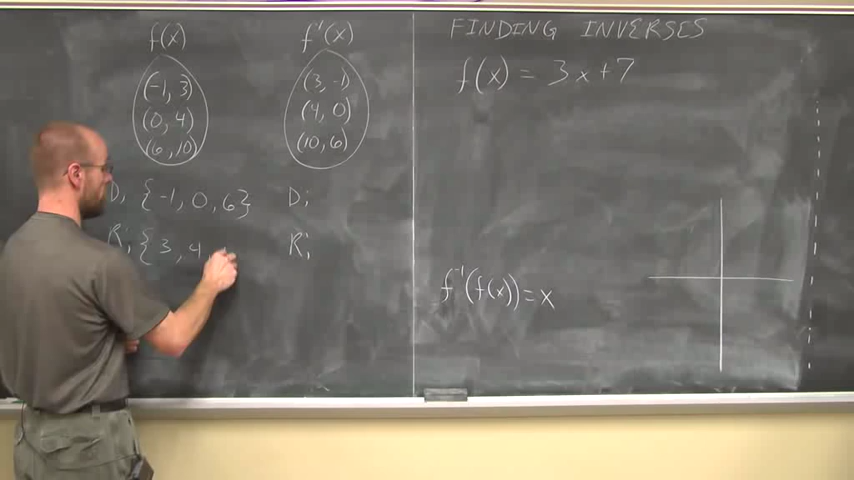 f(x)
(-1, 3)
(0, 4)
(6, 10)
D; {-1, 0, 6}
R; {3, 4
f⁻¹(x)
(3, -1)
(4, 0)
(10, 6)
D;
R;
FINDING INVERSES
f(x) = 3x+7
f⁻¹(f(x)) = x